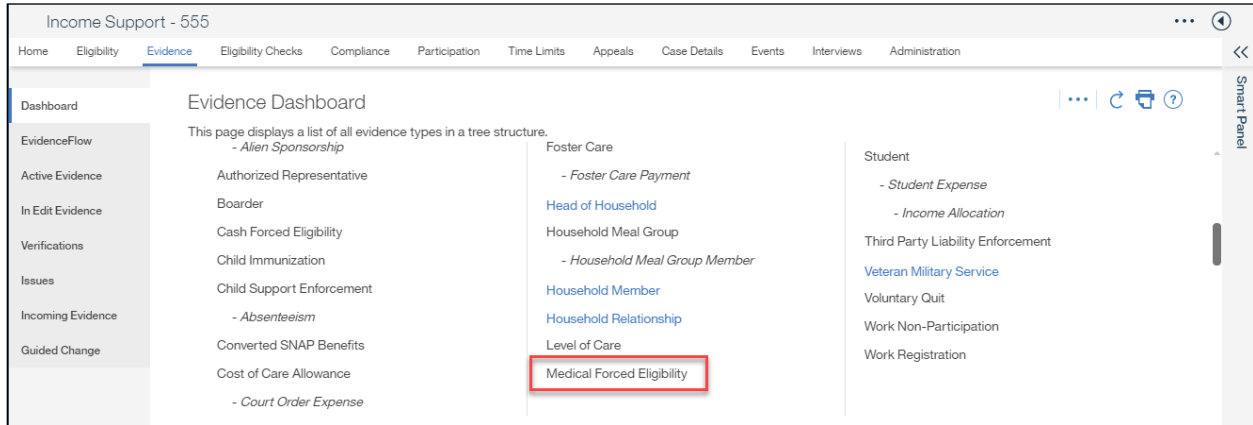 Income Support - 555
Home Eligibility Evidence Eligibility Checks Compliance Participation Time Limits Appeals Case Details Events Interviews Administration
Smart Panel
Dashboard
EvidenceFlow
Active Evidence
In Edit Evidence
Verifications
Issues
Incoming Evidence
Guided Change
Evidence Dashboard
This page displays a list of all evidence types in a tree structure.
- Alien Sponsorship
Authorized Representative
Boarder
Cash Forced Eligibility
Child Immunization
Child Support Enforcement
- Absenteeism
Converted SNAP Benefits
Cost of Care Allowance
- Court Order Expense
Foster Care
- Foster Care Payment
Head of Household
Household Meal Group
- Household Meal Group Member
Household Member
Household Relationship
Level of Care
Medical Forced Eligibility
Student
- Student Expense
- Income Allocation
Third Party Liability Enforcement
Veteran Military Service
Voluntary Quit
Work Non-Participation
Work Registration